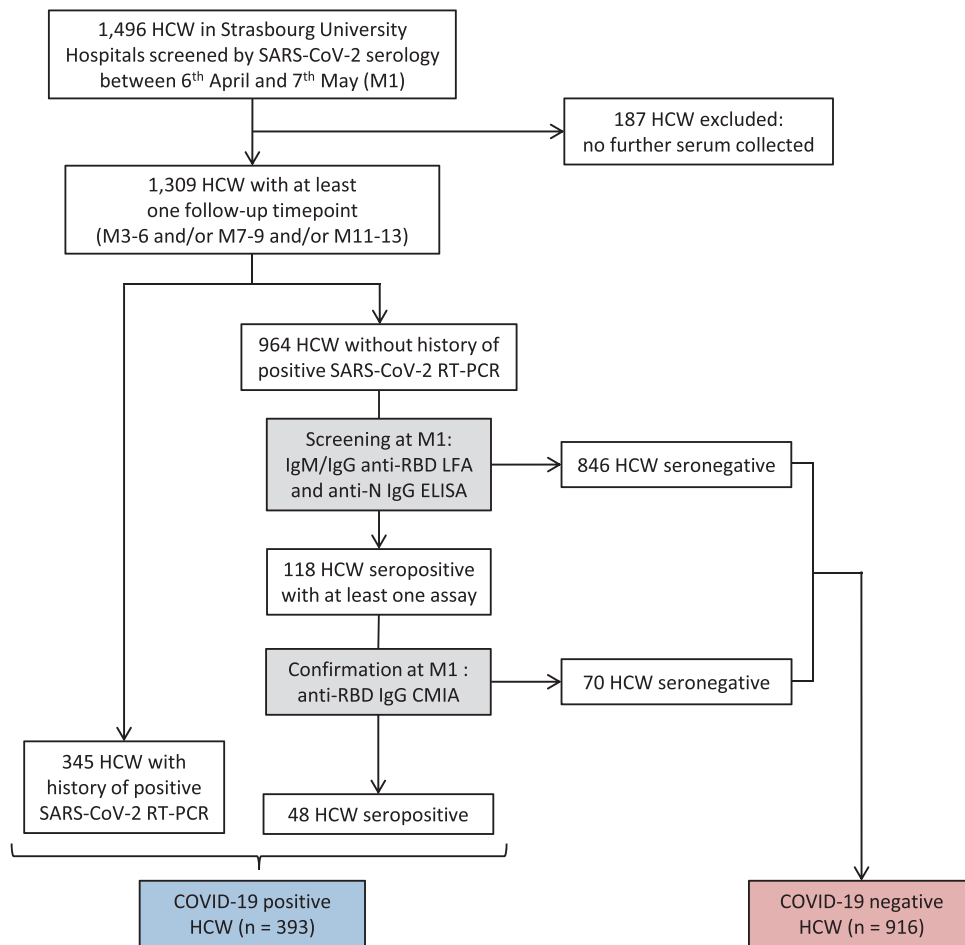 1,496 HCW in Strasbourg University
Hospitals screened by SARS-CoV-2 serology
between 6th April and 7th May (M1)
187 HCW excluded:
no further serum collected
1,309 HCW with at least
one follow-up timepoint
(M3-6 and/or M7-9 and/or M11-13)
964 HCW without history of
positive SARS-CoV-2 RT-PCR
Screening at M1:
IgM/IgG anti-RBD LFA
and anti-N IgG ELISA
846 HCW seronegative
118 HCW seropositive
with at least one assay
Confirmation at M1 :
anti-RBD IgG CMIA
70 HCW seronegative
345 HCW with
history of positive
SARS-CoV-2 RT-PCR
48 HCW seropositive
COVID-19 positive
HCW (n = 393)
COVID-19 negative
HCW (n = 916)